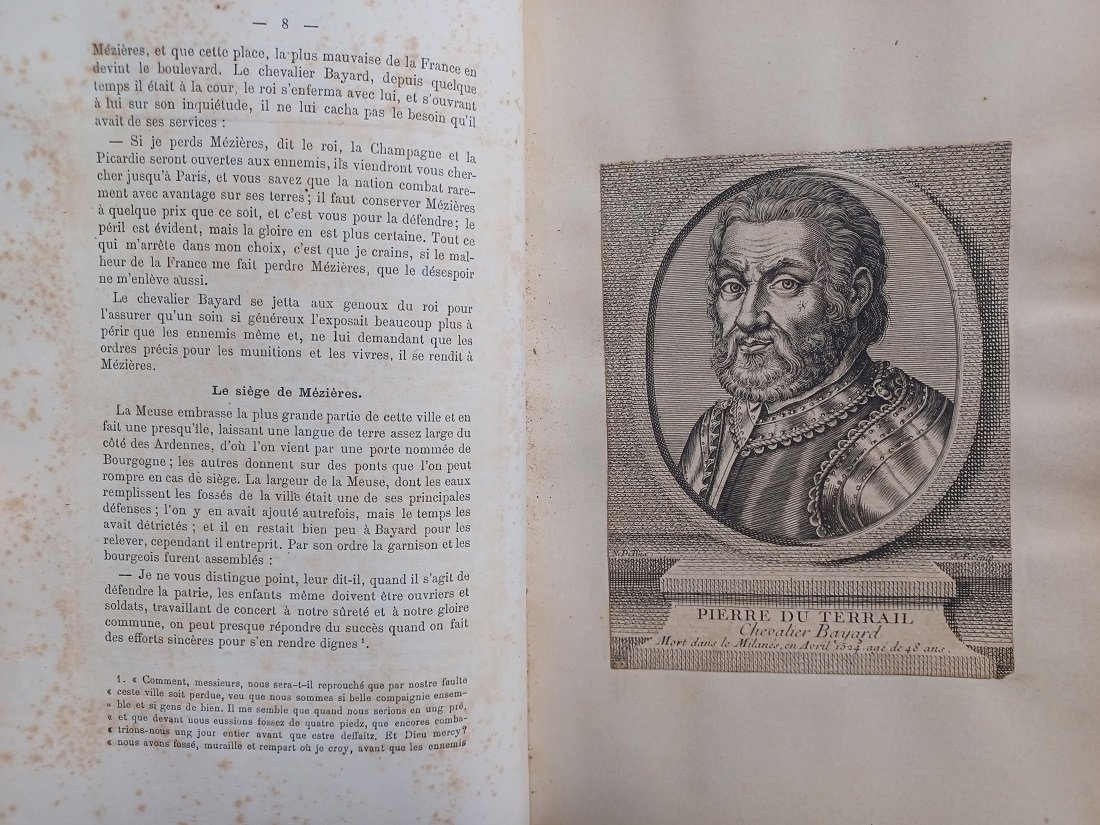 — 8 —
Mézières, et que cette place, la plus mauvaise de la France en
devint le boulevard. Le chevalier Bayard, depuis quelque
temps il était à la cour, le roi s'enferma avec lui, et s'ouvrant
à lui sur son inquiétude, il ne lui cacha pas le besoin qu'il
avait de ses services :
— Si je perds Mézières, dit le roi, la Champagne et la
Picardie seront ouvertes aux ennemis, ils viendront vous cher-
cher jusqu'à Paris, et vous savez que la nation combat rare-
ment avec avantage sur ses terres ; il faut conserver Mézières
à quelque prix que ce soit, et c'est vous pour la défendre; le
péril est évident, mais la gloire en est plus certaine. Tout ce
qui m'arrête dans mon choix, c'est que je crains, si le mal-
heur de la France me fait perdre Mézières, que le désespoir
ne m'enlève aussi.
Le chevalier Bayard se jetta aux genoux du roi pour
l'assurer qu'un soin si généreux l'exposait beaucoup plus à
périr que les ennemis même et, ne lui demandant que les
ordres précis pour les munitions et les vivres, il se rendit à
Mézières.
Le siège de Mézières.
La Meuse embrasse la plus grande partie de cette ville et en
fait une presqu'île, laissant une langue de terre assez large du
côté des Ardennes, d'où l'on vient par une porte nommée de
Bourgogne ; les autres donnent sur des ponts que l'on peut
rompre en cas de siège. La largeur de la Meuse, dont les eaux
remplissent les fossés de la ville était une de ses principales
défenses ; l'on y en avait ajouté autrefois, mais le temps les
avait détrictés ; et il en restait bien peu à Bayard pour les
relever, cependant il entreprit. Par son ordre la garnison et les
bourgeois furent assemblés :
— Je ne vous distingue point, leur dit-il, quand il s'agit de
défendre la patrie, les enfants même doivent être ouvriers et
soldats, travaillant de concert à notre sûreté et à notre gloire
commune, on peut presque répondre du succès quand on fait
des efforts sincères pour s'en rendre dignes ¹.
1. « Comment, messieurs, nous sera-t-il reprouché que par nostre faulte
« ceste ville soit perdue, veu que nous sommes si belle compaignie ensem-
« ble et si gens de bien. Il me semble que quand nous serions en ung pré,
« et que devant nous eussions fossez de quatre piedz, que encores comba-
« trions-nous ung jour entier avant que estre deffaitz. Et Dieu mercy?
« nous avons fossé, muraille et rempart où je croy, avant que les ennemis
PIERRE DU TERRAIL
Chevalier Bayard
Mort dans le Milanès, en Avril 1524. agé de 48 ans.